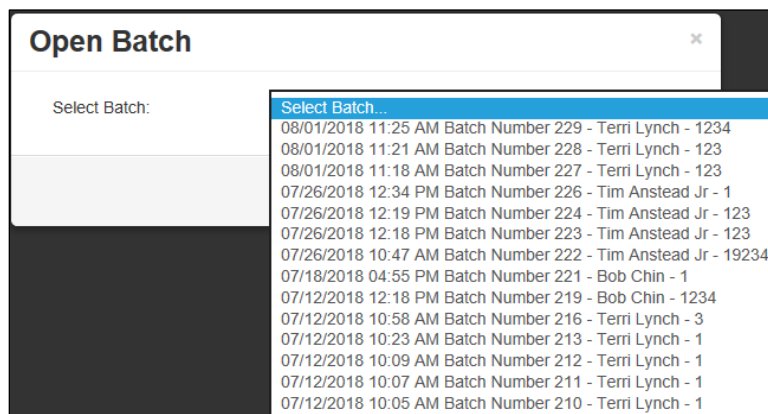 Open Batch
×
Select Batch:
Select Batch...
08/01/2018 11:25 AM Batch Number 229 - Terri Lynch - 1234
08/01/2018 11:21 AM Batch Number 228 - Terri Lynch - 123
08/01/2018 11:18 AM Batch Number 227 - Terri Lynch - 123
07/26/2018 12:34 PM Batch Number 226 - Tim Anstead Jr - 1
07/26/2018 12:19 PM Batch Number 224 - Tim Anstead Jr - 123
07/26/2018 12:18 PM Batch Number 223 - Tim Anstead Jr - 123
07/26/2018 10:47 AM Batch Number 222 - Tim Anstead Jr - 19234
07/18/2018 04:55 PM Batch Number 221 - Bob Chin - 1
07/12/2018 12:18 PM Batch Number 219 - Bob Chin - 1234
07/12/2018 10:58 AM Batch Number 216 - Terri Lynch - 3
07/12/2018 10:23 AM Batch Number 213 - Terri Lynch - 1
07/12/2018 10:09 AM Batch Number 212 - Terri Lynch - 1
07/12/2018 10:07 AM Batch Number 211 - Terri Lynch - 1
07/12/2018 10:05 AM Batch Number 210 - Terri Lynch - 1